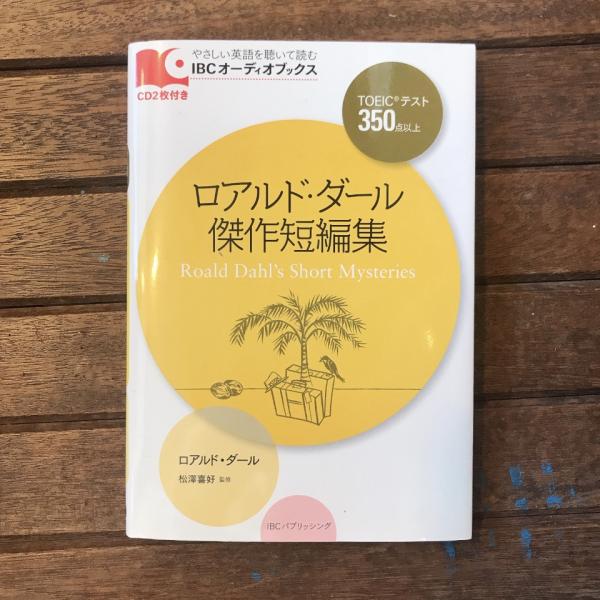 やさしい英語を聴いて読む
IBCオーディオブックス
CD2枚付き
TOEIC®テスト
350点以上
ロアルド・ダール
傑作短編集
Roald Dahl's Short Mysteries
ロアルド・ダール
松澤喜好 監修
IBCパブリッシング